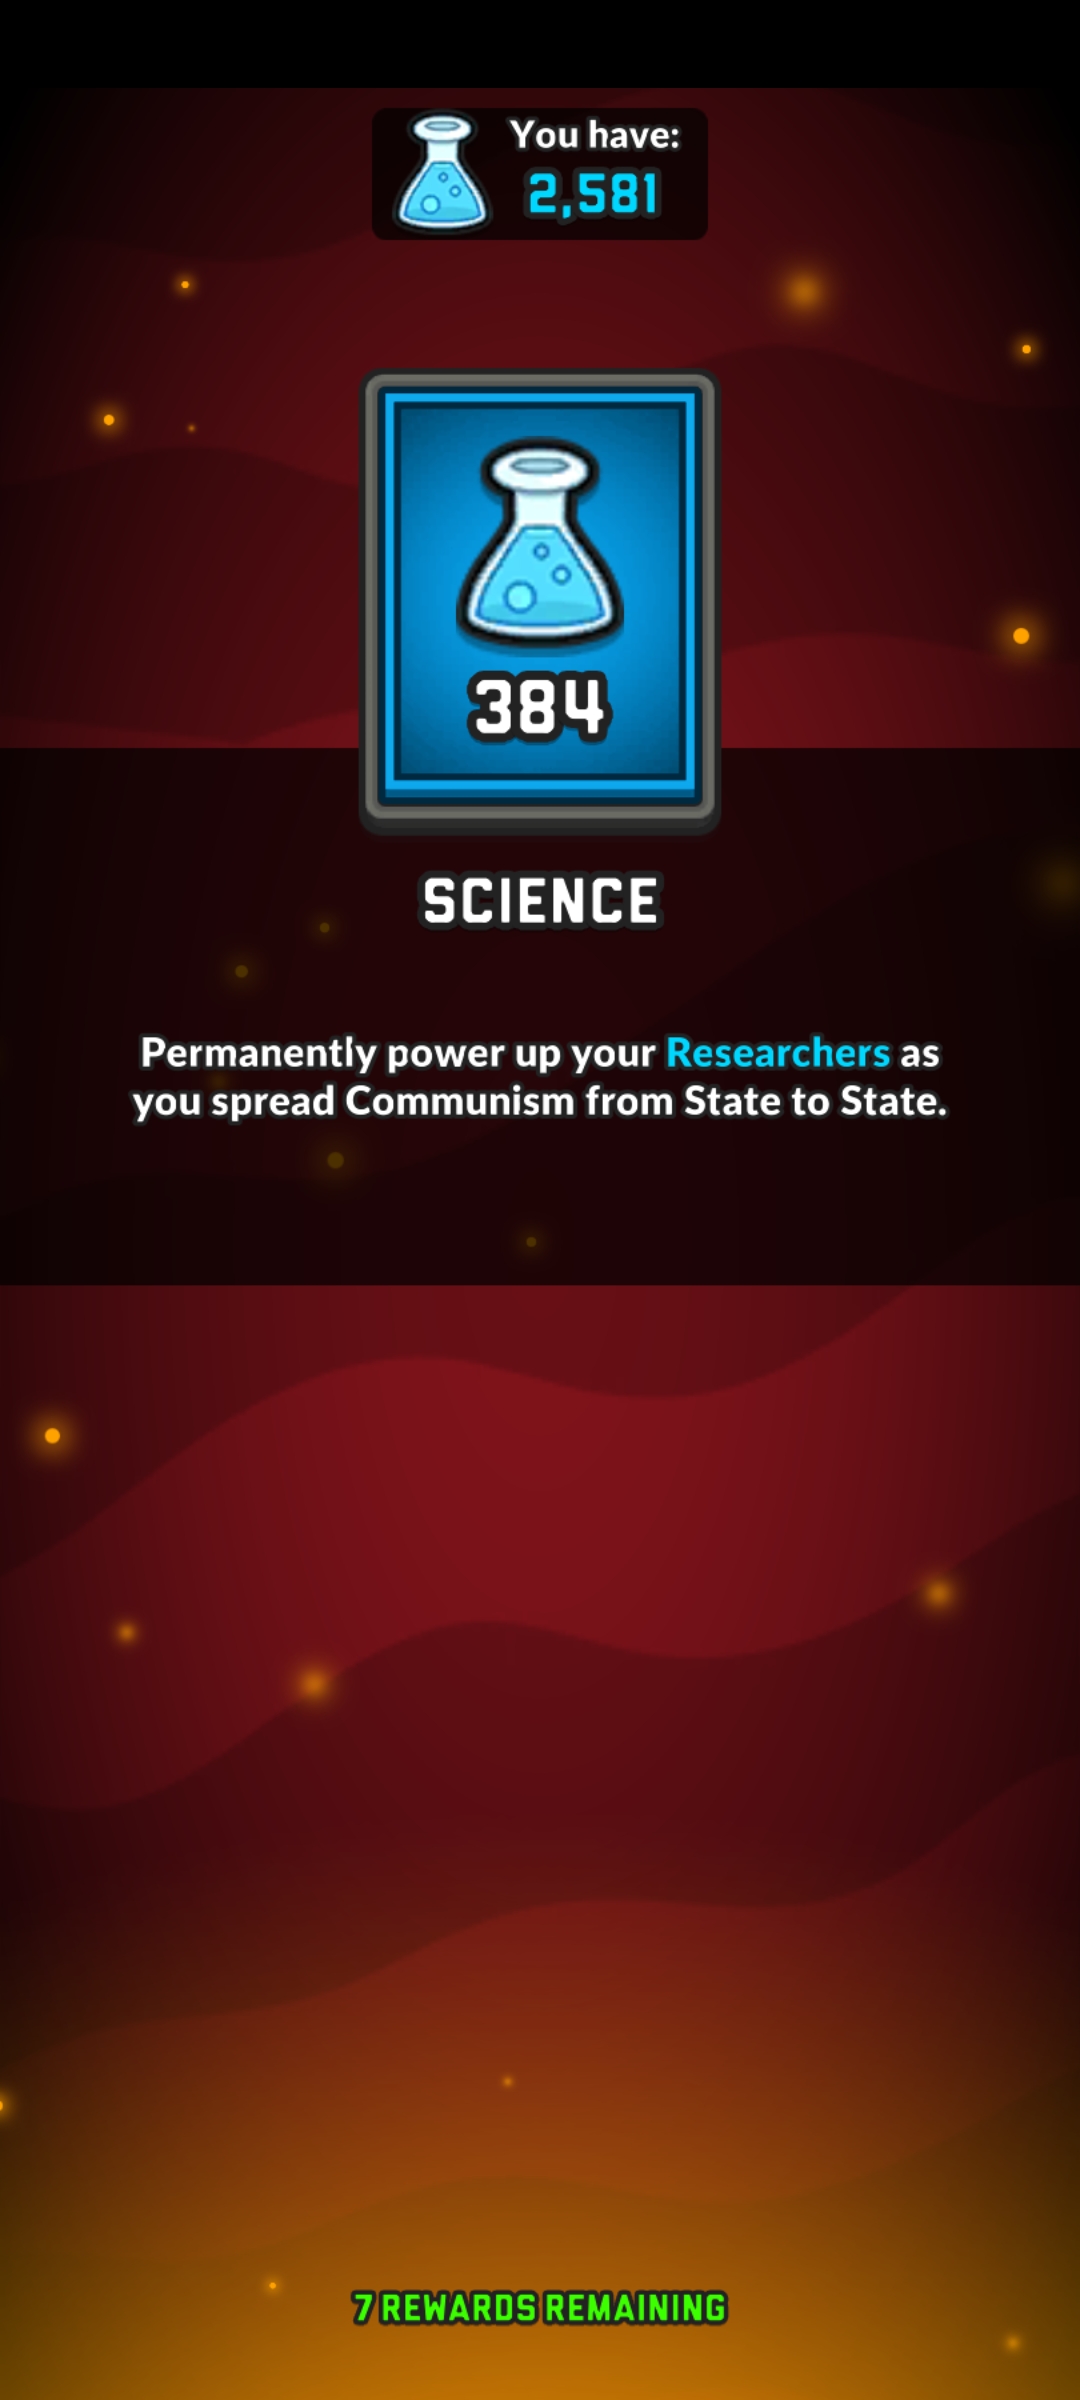 You have:
2,581
384
SCIENCE
Permanently power up your Researchers as
you spread Communism from State to State.
7 REWARDS REMAINING